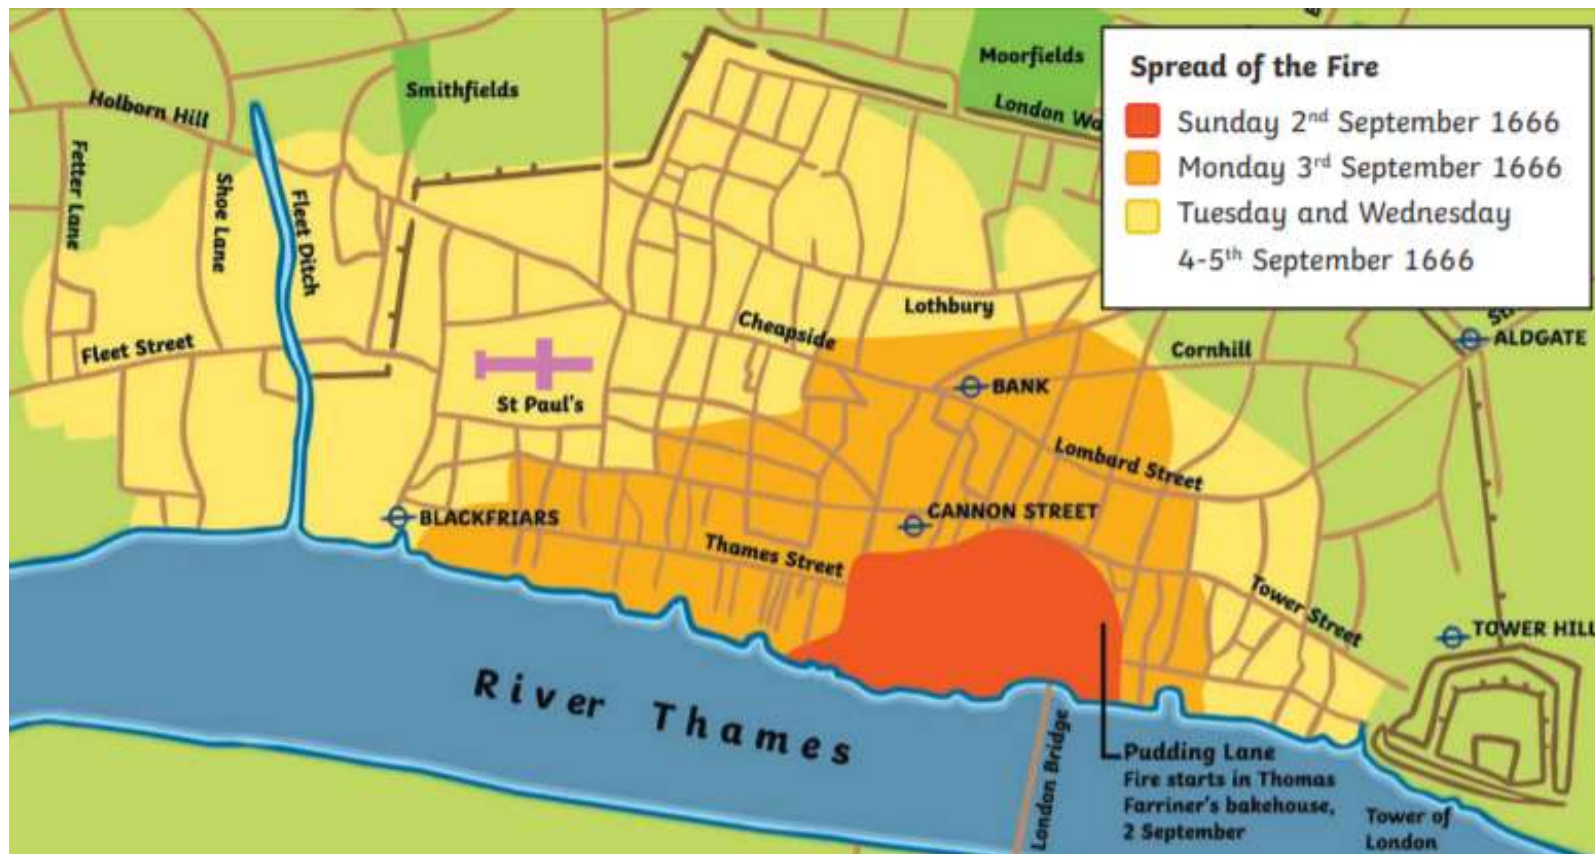 Moorfields
Smithfields
Holborn Hill
London Wa
Spread of the Fire
Sunday 2nd September 1666
Monday 3rd September 1666
Tuesday and Wednesday
4-5th September 1666
Fetter Lane
Shoe Lane
Fleet Ditch
Lothbury
Cheapside
Fleet Street
Cornhill
ALDGATE
BANK
St Paul's
Lombard Street
BLACKFRIARS
CANNON STREET
Thames Street
Tower Street
TOWER HILL
River Thames
London Bridge
Pudding Lane
Fire starts in Thomas
Farriner's bakehouse,
2 September
Tower of
London